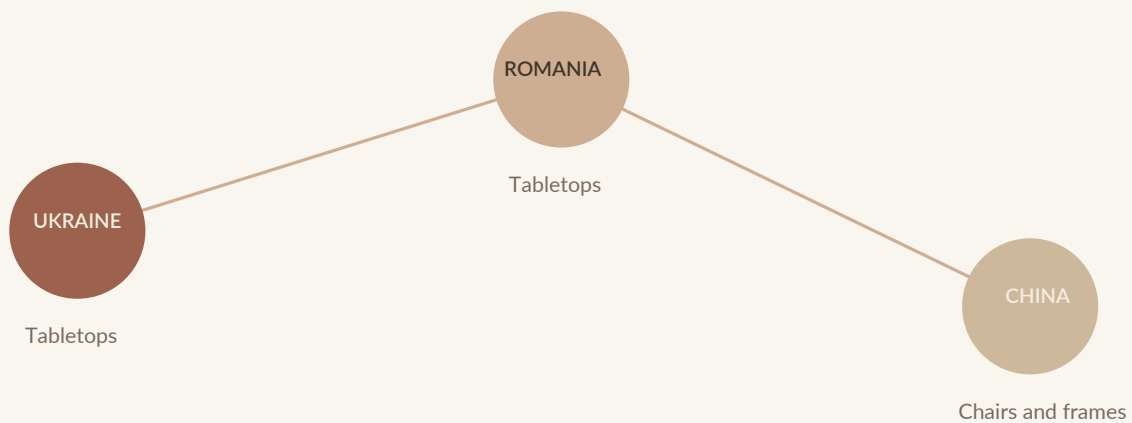 ROMANIA
Tabletops
UKRAINE
Tabletops
CHINA
Chairs and frames